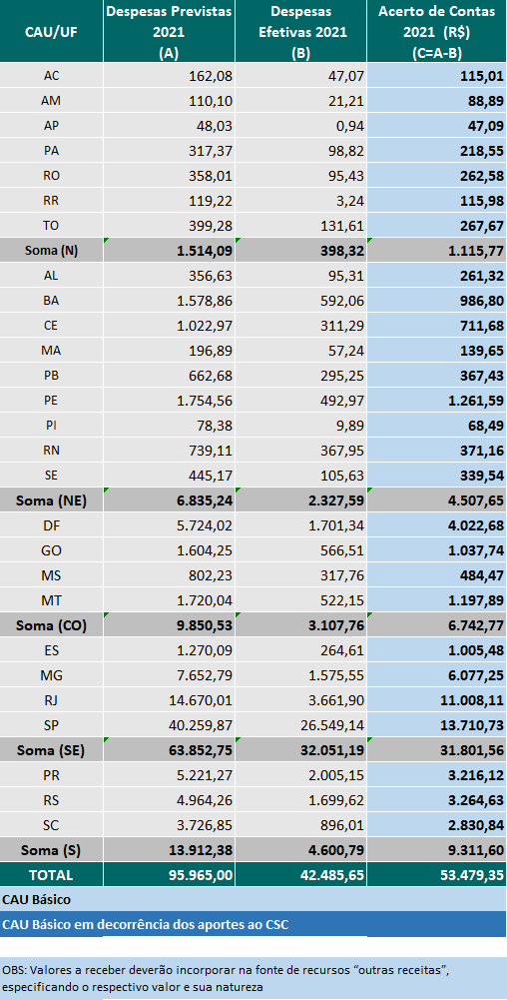 CAU/UF Despesas Previstas 2021 (A) Despesas Efetivas 2021 (B) Acerto de Contas 2021 (R$) (C=A-B)
AC 162,08 47,07 115,01
AM 110,10 21,21 88,89
AP 48,03 0,94 47,09
PA 317,37 98,82 218,55
RO 358,01 95,43 262,58
RR 119,22 3,24 115,98
TO 399,28 131,61 267,67
Soma (N) 1.514,09 398,32 1.115,77
AL 356,63 95,31 261,32
BA 1.578,86 592,06 986,80
CE 1.022,97 311,29 711,68
MA 196,89 57,24 139,65
PB 662,68 295,25 367,43
PE 1.754,56 492,97 1.261,59
PI 78,38 9,89 68,49
RN 739,11 367,95 371,16
SE 445,17 105,63 339,54
Soma (NE) 6.835,24 2.327,59 4.507,65
DF 5.724,02 1.701,34 4.022,68
GO 1.604,25 566,51 1.037,74
MS 802,23 317,76 484,47
MT 1.720,04 522,15 1.197,89
Soma (CO) 9.850,53 3.107,76 6.742,77
ES 1.270,09 264,61 1.005,48
MG 7.652,79 1.575,55 6.077,25
RJ 14.670,01 3.661,90 11.008,11
SP 40.259,87 26.549,14 13.710,73
Soma (SE) 63.852,75 32.051,19 31.801,56
PR 5.221,27 2.005,15 3.216,12
RS 4.964,26 1.699,62 3.264,63
SC 3.726,85 896,01 2.830,84
Soma (S) 13.912,38 4.600,79 9.311,60
TOTAL 95.965,00 42.485,65 53.479,35
CAU Básico
CAU Básico em decorrência dos aportes ao CSC
OBS: Valores a receber deverão incorporar na fonte de recursos “outras receitas”,
especificando o respectivo valor e sua natureza